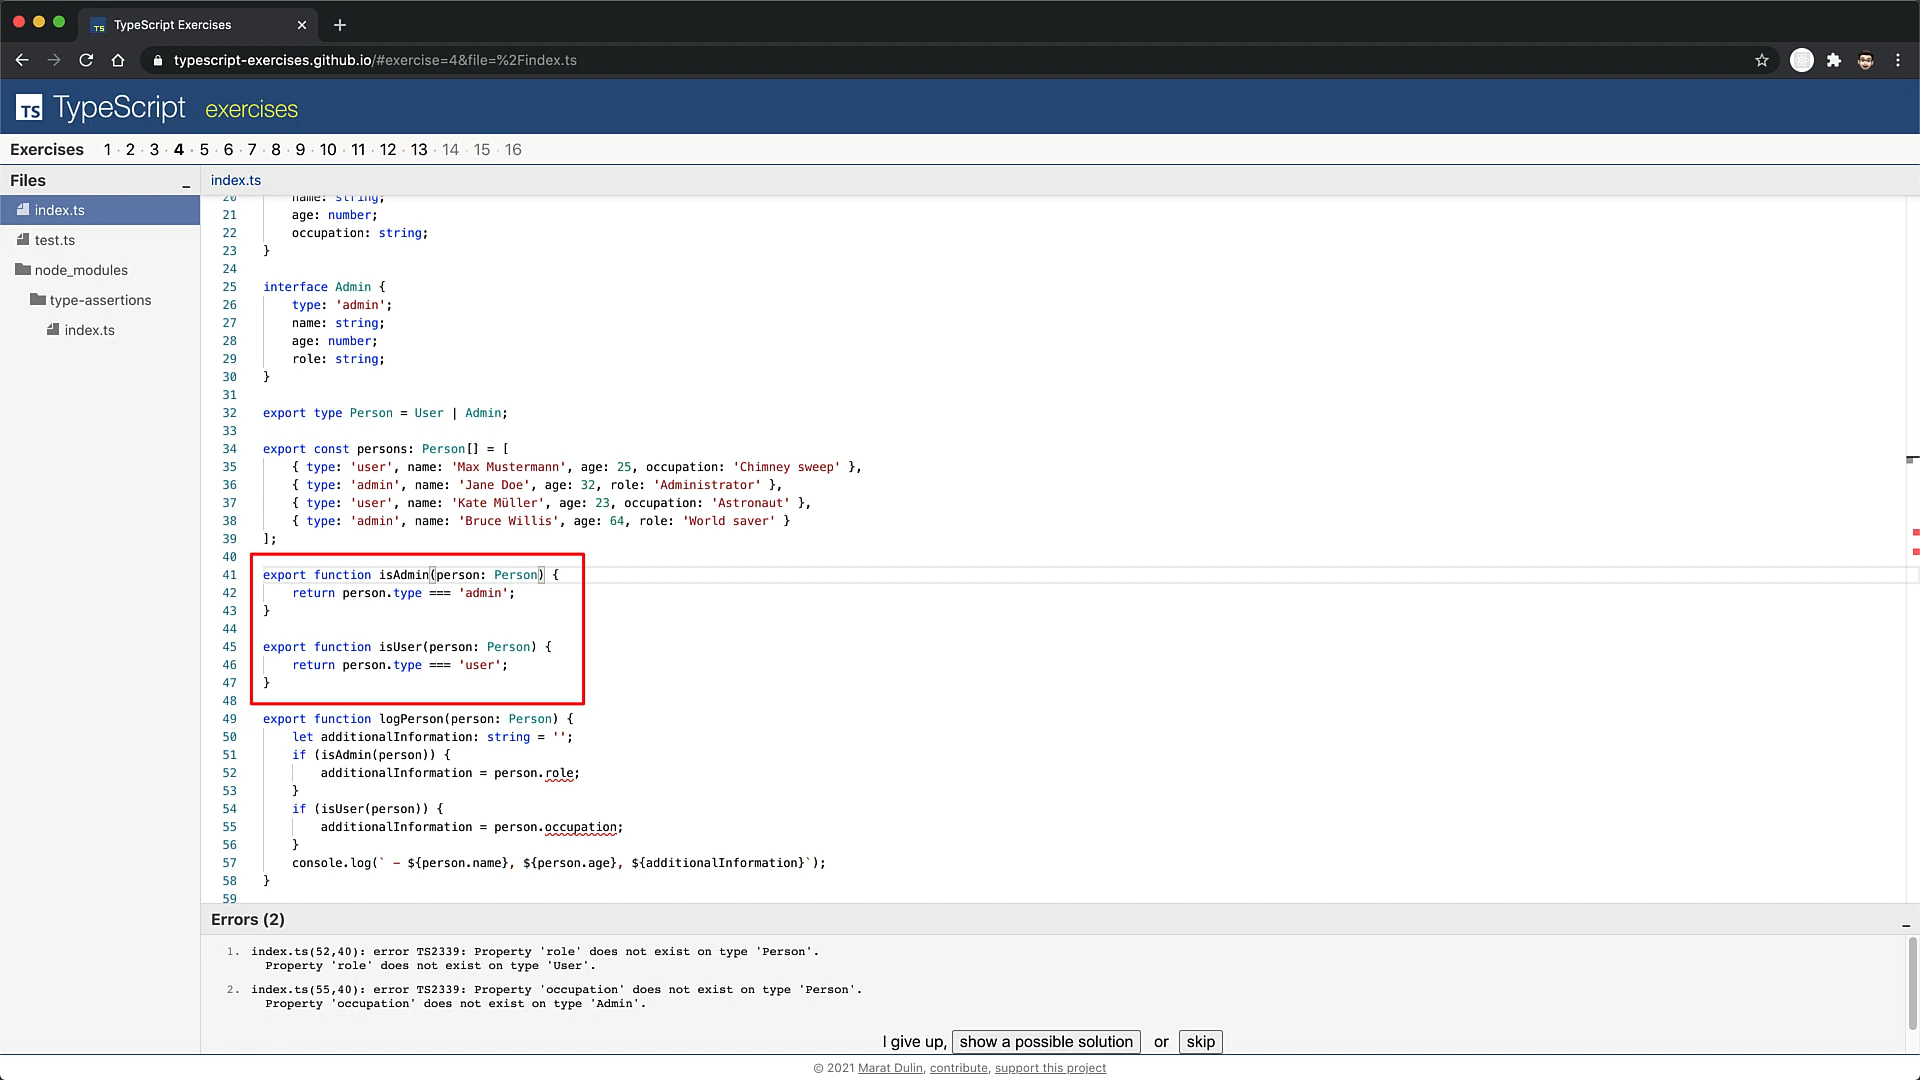 TS TypeScript Exercises
typescript-exercises.github.io/#exercise=4&file=%2Findex.ts
TS TypeScript exercises
Exercises 1 · 2 · 3 · 4 · 5 · 6 · 7 · 8 · 9 · 10 · 11 · 12 · 13 · 14 · 15 · 16
Files
index.ts
test.ts
node_modules
type-assertions
index.ts
index.ts
20 name: string;
21 age: number;
22 occupation: string;
23 }
24
25 interface Admin {
26 type: 'admin';
27 name: string;
28 age: number;
29 role: string;
30 }
31
32 export type Person = User | Admin;
33
34 export const persons: Person[] = [
35 { type: 'user', name: 'Max Mustermann', age: 25, occupation: 'Chimney sweep' },
36 { type: 'admin', name: 'Jane Doe', age: 32, role: 'Administrator' },
37 { type: 'user', name: 'Kate Müller', age: 23, occupation: 'Astronaut' },
38 { type: 'admin', name: 'Bruce Willis', age: 64, role: 'World saver' }
39 ];
40
41 export function isAdmin(person: Person) {
42 return person.type === 'admin';
43 }
44
45 export function isUser(person: Person) {
46 return person.type === 'user';
47 }
48
49 export function logPerson(person: Person) {
50 let additionalInformation: string = '';
51 if (isAdmin(person)) {
52 additionalInformation = person.role;
53 }
54 if (isUser(person)) {
55 additionalInformation = person.occupation;
56 }
57 console.log(` - ${person.name}, ${person.age}, ${additionalInformation}`);
58 }
59
Errors (2)
1. index.ts(52,40): error TS2339: Property 'role' does not exist on type 'Person'.
Property 'role' does not exist on type 'User'.
2. index.ts(55,40): error TS2339: Property 'occupation' does not exist on type 'Person'.
Property 'occupation' does not exist on type 'Admin'.
I give up, show a possible solution or skip
© 2021 Marat Dulin, contribute, support this project